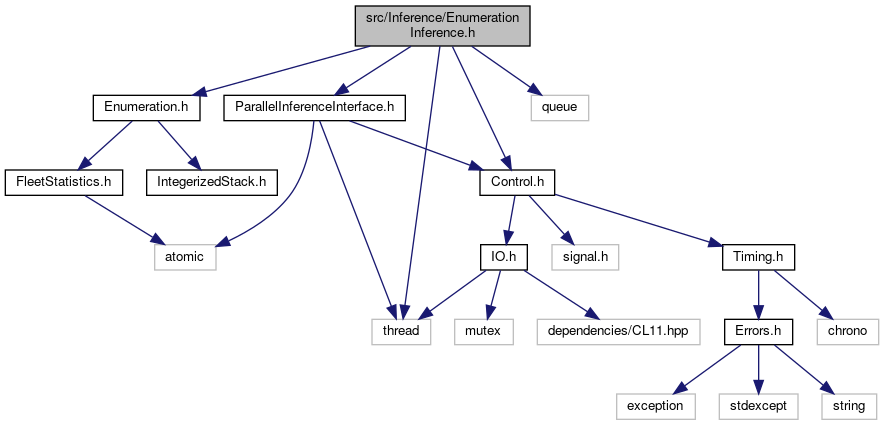 src/Inference/Enumeration
Inference.h
Enumeration.h
ParallelInferenceInterface.h
queue
FleetStatistics.h
IntegerizedStack.h
Control.h
atomic
IO.h
signal.h
Timing.h
thread
mutex
dependencies/CL11.hpp
Errors.h
chrono
exception
stdexcept
string